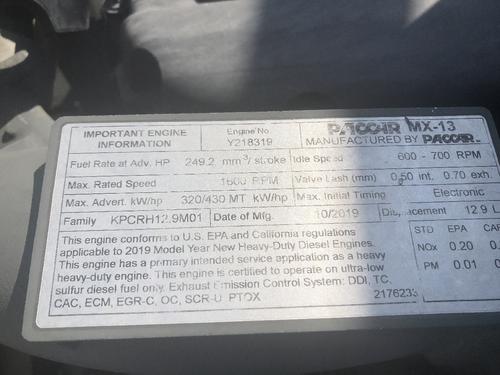 IMPORTANT ENGINE INFORMATION
Engine No
Y218319
PACCAR MX-13
MANUFACTURED BY PACCAR
Fuel Rate at Adv. HP 249.2 mm³/stroke Idle Speed 600 - 700 RPM
Max. Rated Speed 1600 RPM Valve Lash (mm) 0.50 int. 0.70 exh.
Max. Advert. kW/hp 320/430 MT kW/hp Max. Initial Timing Electronic
Family KPCRH12.9M01 Date of Mfg. 10/2019 Displacement 12.9 L
This engine conforms to U.S. EPA and California regulations
applicable to 2019 Model Year New Heavy-Duty Diesel Engines.
This engine has a primary intended service application as a heavy
heavy-duty engine. This engine is certified to operate on ultra-low
sulfur diesel fuel only. Exhaust Emission Control System: DDI, TC,
CAC, ECM, EGR-C, OC, SCR-U, PTOX
2176233
STD EPA CA
NOx 0.20 0
PM 0.01 0